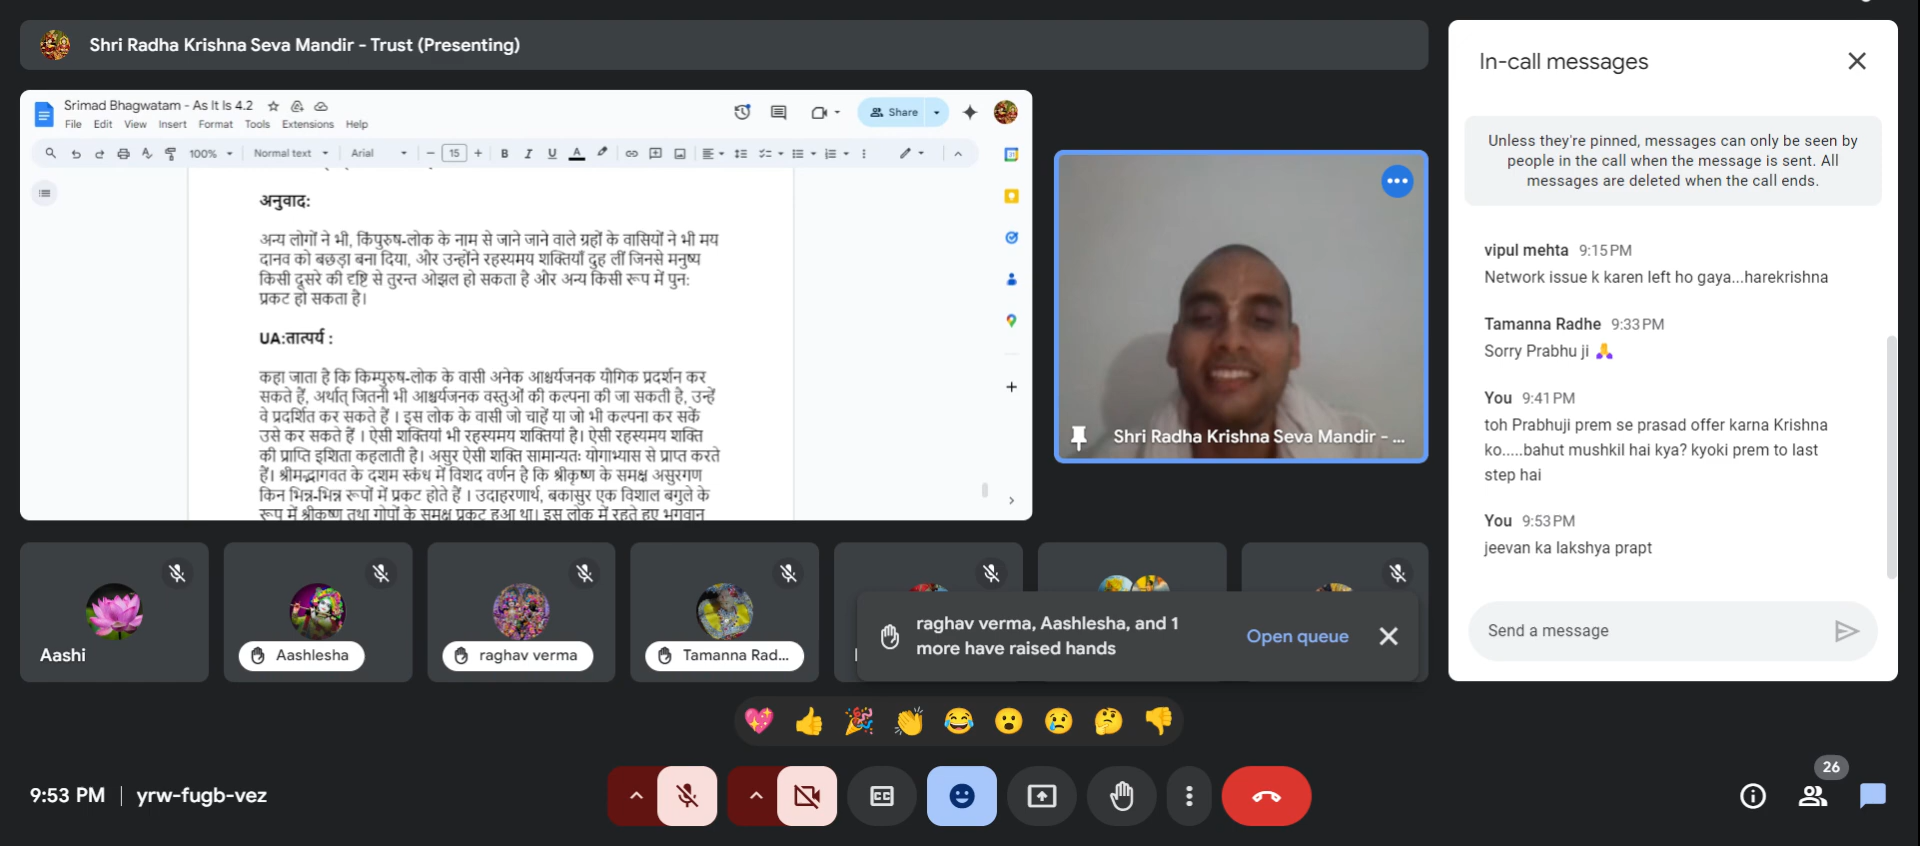 Shri Radha Krishna Seva Mandir - Trust (Presenting)
Srimad Bhagwatam - As It Is 4.2
File Edit View Insert Format Tools Extensions Help
Share
100% Normal text Arial 15 B I U A
अनुवाद:
अन्य लोगों ने भी, किंपुरुष-लोक के नाम से जाने जाने वाले ग्रहों के वासियों ने भी मय
दानव को बछड़ा बना दिया, और उन्होंने रहस्यमय शक्तियाँ दुह लीं जिनसे मनुष्य
किसी दूसरे की दृष्टि से तुरन्त ओझल हो सकता है और अन्य किसी रूप में पुन:
प्रकट हो सकता है।
UA:तात्पर्य :
कहा जाता है कि किम्पुरुष-लोक के वासी अनेक आश्चर्यजनक यौगिक प्रदर्शन कर
सकते हैं, अर्थात् जितनी भी आश्चर्यजनक वस्तुओं की कल्पना की जा सकती है, उन्हें
वे प्रदर्शित कर सकते हैं । इस लोक के वासी जो चाहें या जो भी कल्पना कर सकें
उसे कर सकते हैं । ऐसी शक्तियां भी रहस्यमय शक्तियां है। ऐसी रहस्यमय शक्ति
की प्राप्ति इशिता कहलाती है। असुर ऐसी शक्ति सामान्यतः योगाभ्यास से प्राप्त करते
हैं। श्रीमद्भागवत के दशम स्कंध में विशद वर्णन है कि श्रीकृष्ण के समक्ष असुरगण
किन भिन्न-भिन्न रूपों में प्रकट होते हैं । उदाहरणार्थ, बकासुर एक विशाल बगुले के
रूप में श्रीकृष्ण तथा गोपों के समक्ष प्रकट हुआ था। इस लोक में रहते हुए भगवान्
Shri Radha Krishna Seva Mandir - ...
Aashi
Aashlesha
raghav verma
Tamanna Rad...
raghav verma, Aashlesha, and 1
more have raised hands
Open queue
9:53 PM | yrw-fugb-vez
CC
26
In-call messages
Unless they're pinned, messages can only be seen by
people in the call when the message is sent. All
messages are deleted when the call ends.
vipul mehta 9:15 PM
Network issue k karen left ho gaya...harekrishna
Tamanna Radhe 9:33 PM
Sorry Prabhu ji 🙏
You 9:41 PM
toh Prabhuji prem se prasad offer karna Krishna
ko.....bahut mushkil hai kya? kyoki prem to last
step hai
You 9:53 PM
jeevan ka lakshya prapt
Send a message